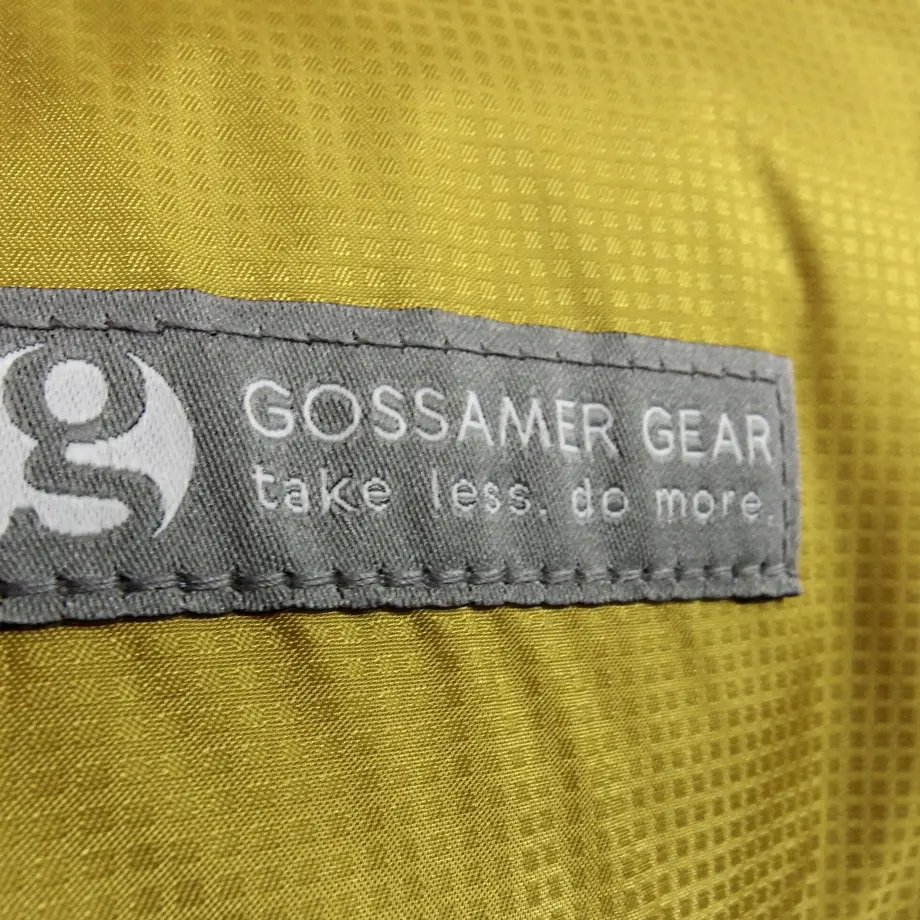 g
GOSSAMER GEAR
take less. do more.